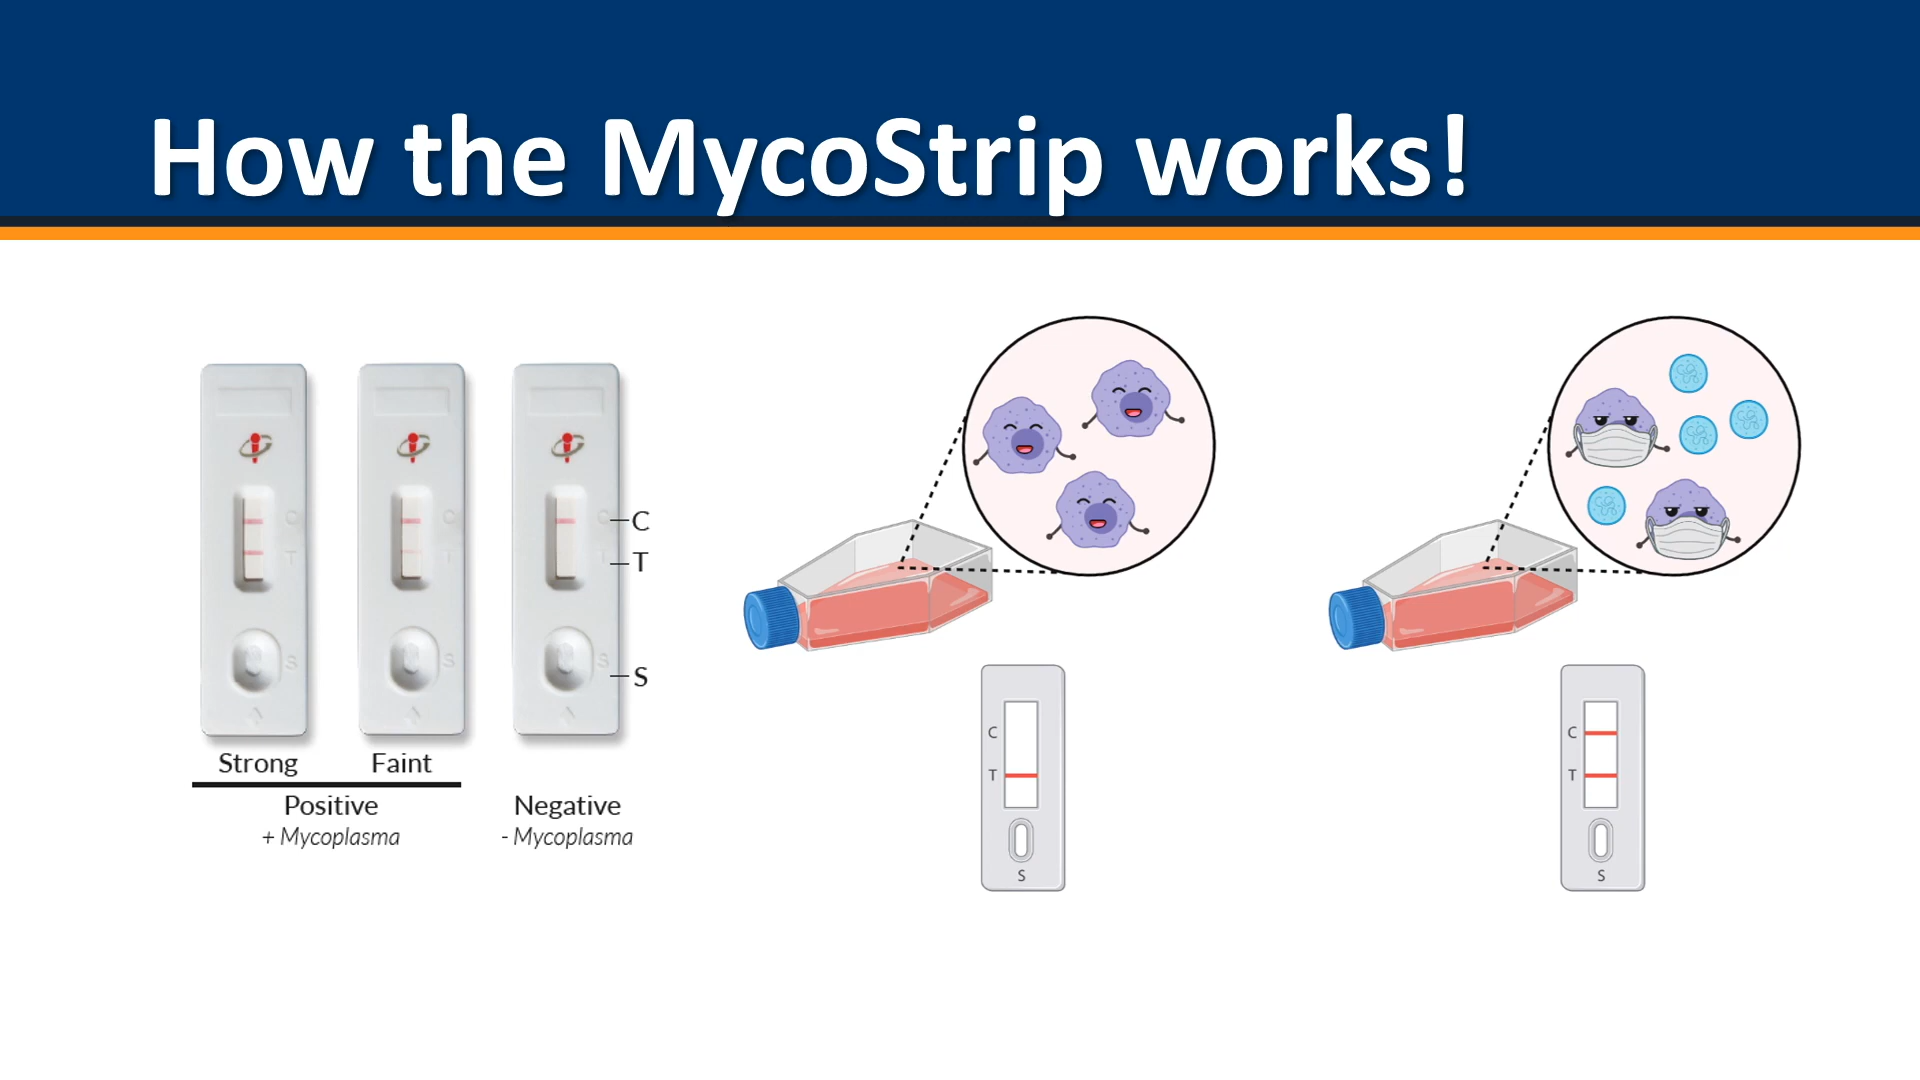 How the MycoStrip works!
C
T
S
C
T
S
C
T
S
C
T
S
Strong
Faint
Positive
+ Mycoplasma
Negative
- Mycoplasma
C
T
S
C
T
S